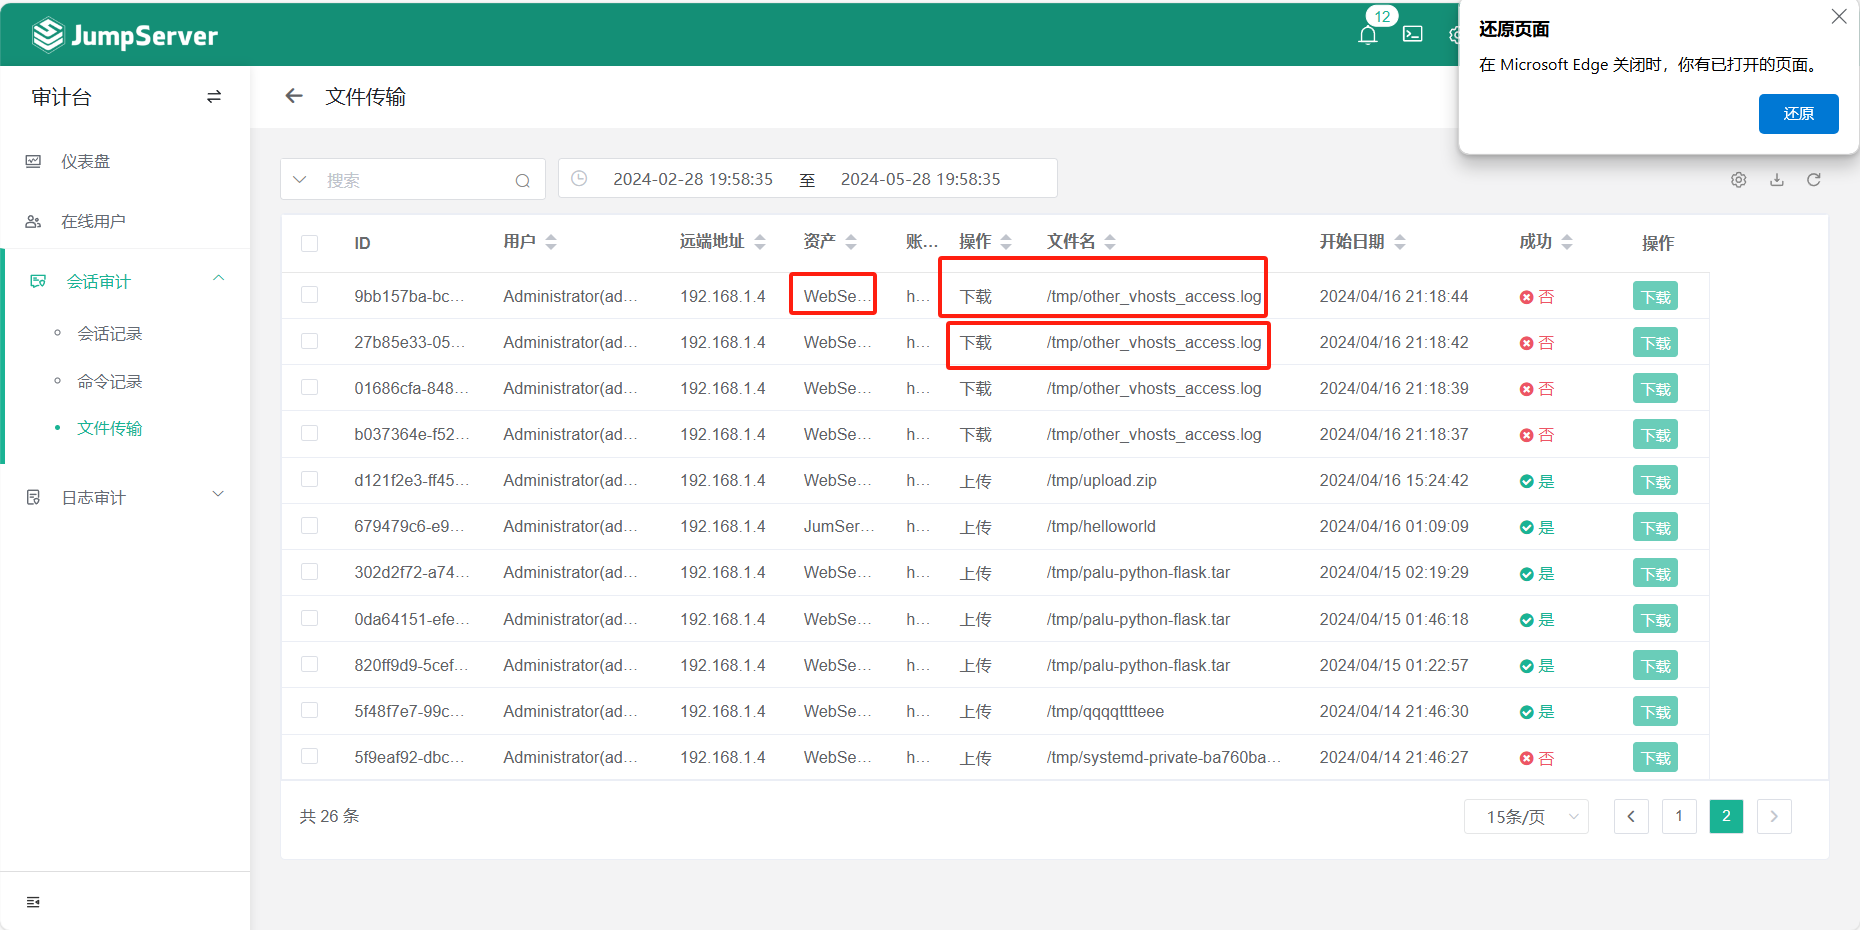 JumpServer
12
还原页面
在 Microsoft Edge 关闭时，你有已打开的页面。
还原
审计台
文件传输
仪表盘
在线用户
会话审计
会话记录
命令记录
文件传输
日志审计
搜索
2024-02-28 19:58:35 至 2024-05-28 19:58:35
ID 用户 远端地址 资产 账... 操作 文件名 开始日期 成功 操作
9bb157ba-bc... Administrator(ad... 192.168.1.4 WebSe... h... 下载 /tmp/other_vhosts_access.log 2024/04/16 21:18:44 否 下载
27b85e33-05... Administrator(ad... 192.168.1.4 WebSe... h... 下载 /tmp/other_vhosts_access.log 2024/04/16 21:18:42 否 下载
01686cfa-848... Administrator(ad... 192.168.1.4 WebSe... h... 下载 /tmp/other_vhosts_access.log 2024/04/16 21:18:39 否 下载
b037364e-f52... Administrator(ad... 192.168.1.4 WebSe... h... 下载 /tmp/other_vhosts_access.log 2024/04/16 21:18:37 否 下载
d121f2e3-ff45... Administrator(ad... 192.168.1.4 WebSe... h... 上传 /tmp/upload.zip 2024/04/16 15:24:42 是 下载
679479c6-e9... Administrator(ad... 192.168.1.4 JumSer... h... 上传 /tmp/helloworld 2024/04/16 01:09:09 是 下载
302d2f72-a74... Administrator(ad... 192.168.1.4 WebSe... h... 上传 /tmp/palu-python-flask.tar 2024/04/15 02:19:29 是 下载
0da64151-efe... Administrator(ad... 192.168.1.4 WebSe... h... 上传 /tmp/palu-python-flask.tar 2024/04/15 01:46:18 是 下载
820ff9d9-5cef... Administrator(ad... 192.168.1.4 WebSe... h... 上传 /tmp/palu-python-flask.tar 2024/04/15 01:22:57 是 下载
5f48f7e7-99c... Administrator(ad... 192.168.1.4 WebSe... h... 上传 /tmp/qqqqtttteee 2024/04/14 21:46:30 是 下载
5f9eaf92-dbc... Administrator(ad... 192.168.1.4 WebSe... h... 上传 /tmp/systemd-private-ba760ba... 2024/04/14 21:46:27 否 下载
共 26 条
15条/页
1
2